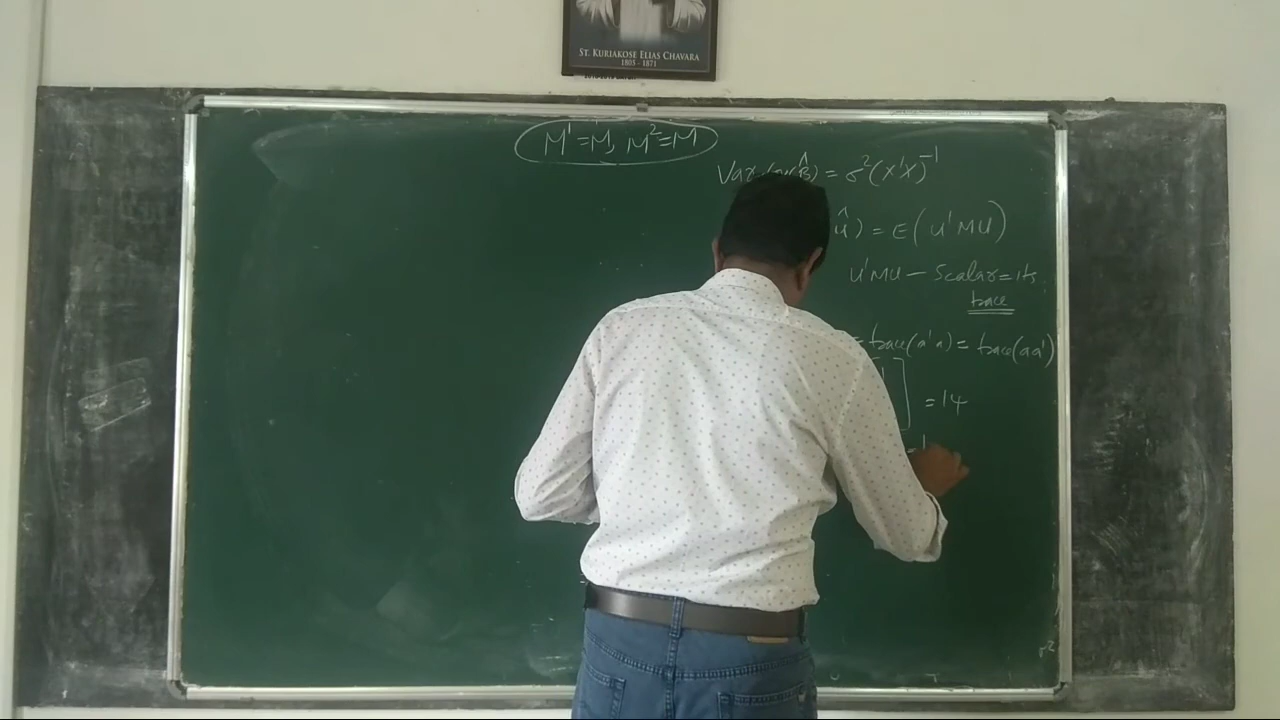 ST. KURIAKOSE ELIAS CHAVARA
1805 - 1871
M' = M, M² = M
Var-cov(β̂) = σ²(X'X)⁻¹
û) = E(u'Mu)
u'Mu – Scalar = its
trace
= trace(a'a) = trace(aa')
= 14